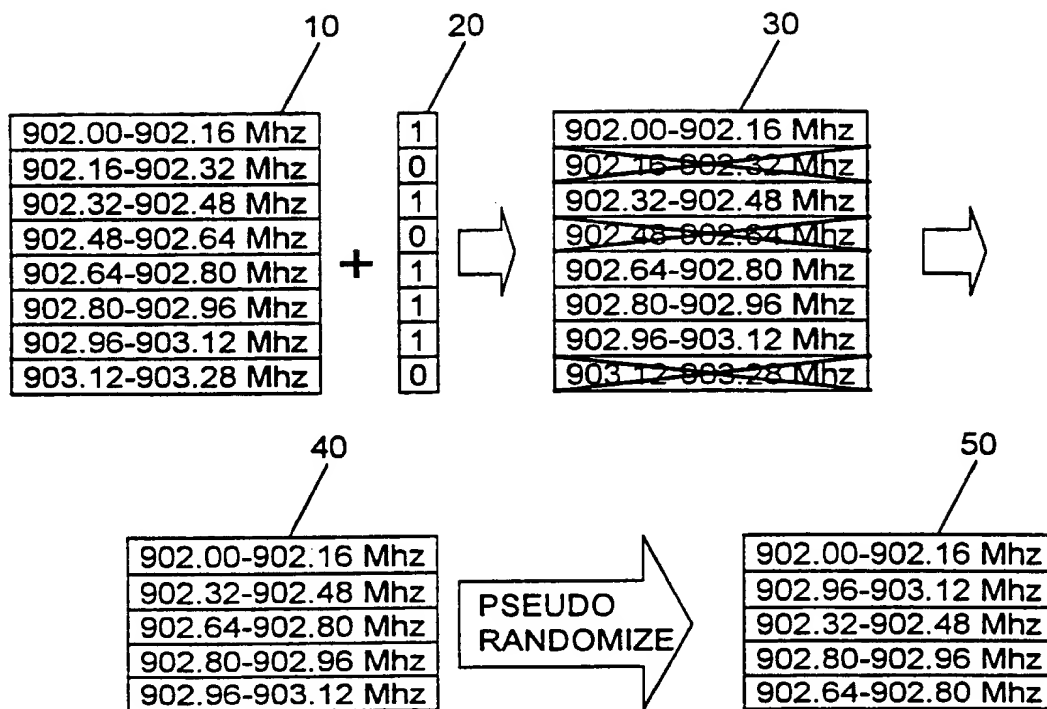 10
20
30
902.00-902.16 Mhz
902.16-902.32 Mhz
902.32-902.48 Mhz
902.48-902.64 Mhz
902.64-902.80 Mhz
902.80-902.96 Mhz
902.96-903.12 Mhz
903.12-903.28 Mhz
+
1
0
1
0
1
1
1
0
902.00-902.16 Mhz
902.16-902.32 Mhz
902.32-902.48 Mhz
902.48-902.64 Mhz
902.64-902.80 Mhz
902.80-902.96 Mhz
902.96-903.12 Mhz
903.12-903.28 Mhz
40
50
902.00-902.16 Mhz
902.32-902.48 Mhz
902.64-902.80 Mhz
902.80-902.96 Mhz
902.96-903.12 Mhz
PSEUDO
RANDOMIZE
902.00-902.16 Mhz
902.96-903.12 Mhz
902.32-902.48 Mhz
902.80-902.96 Mhz
902.64-902.80 Mhz